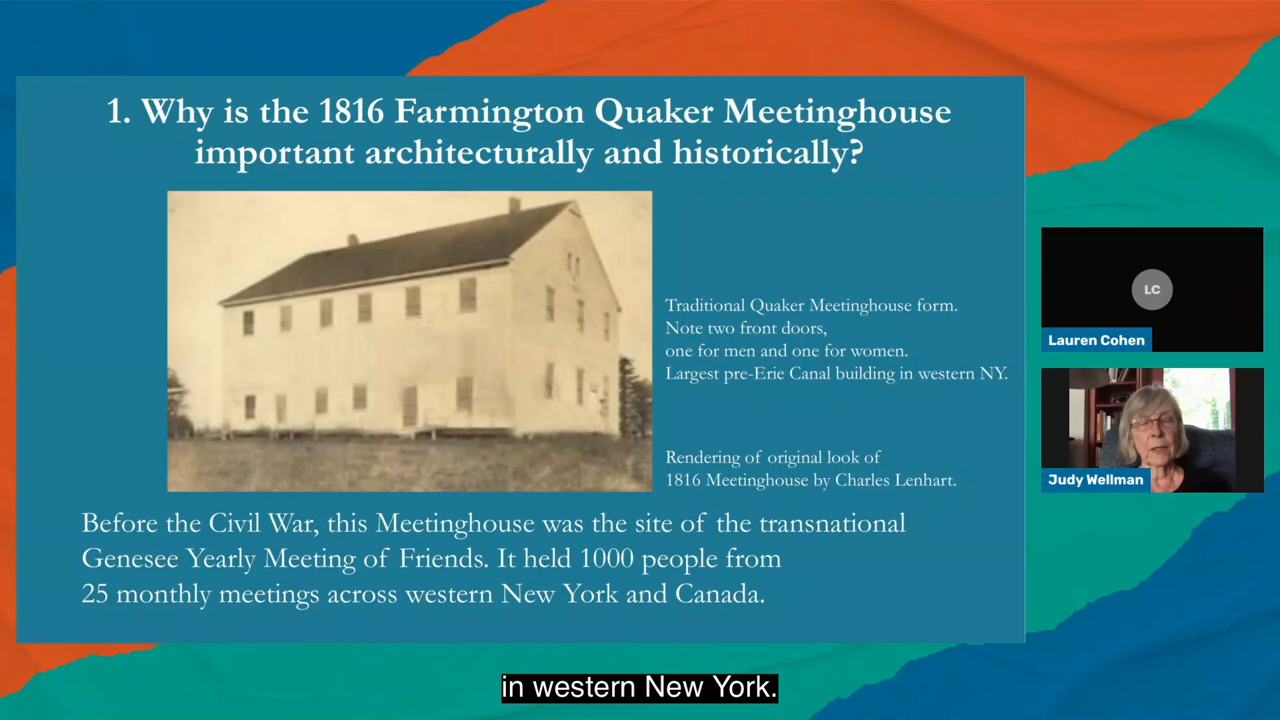 1. Why is the 1816 Farmington Quaker Meetinghouse
important architecturally and historically?
Traditional Quaker Meetinghouse form.
Note two front doors,
one for men and one for women.
Largest pre-Erie Canal building in western NY.
Rendering of original look of
1816 Meetinghouse by Charles Lenhart.
Before the Civil War, this Meetinghouse was the site of the transnational
Genesee Yearly Meeting of Friends. It held 1000 people from
25 monthly meetings across western New York and Canada.
LC
Lauren Cohen
Judy Wellman
in western New York.